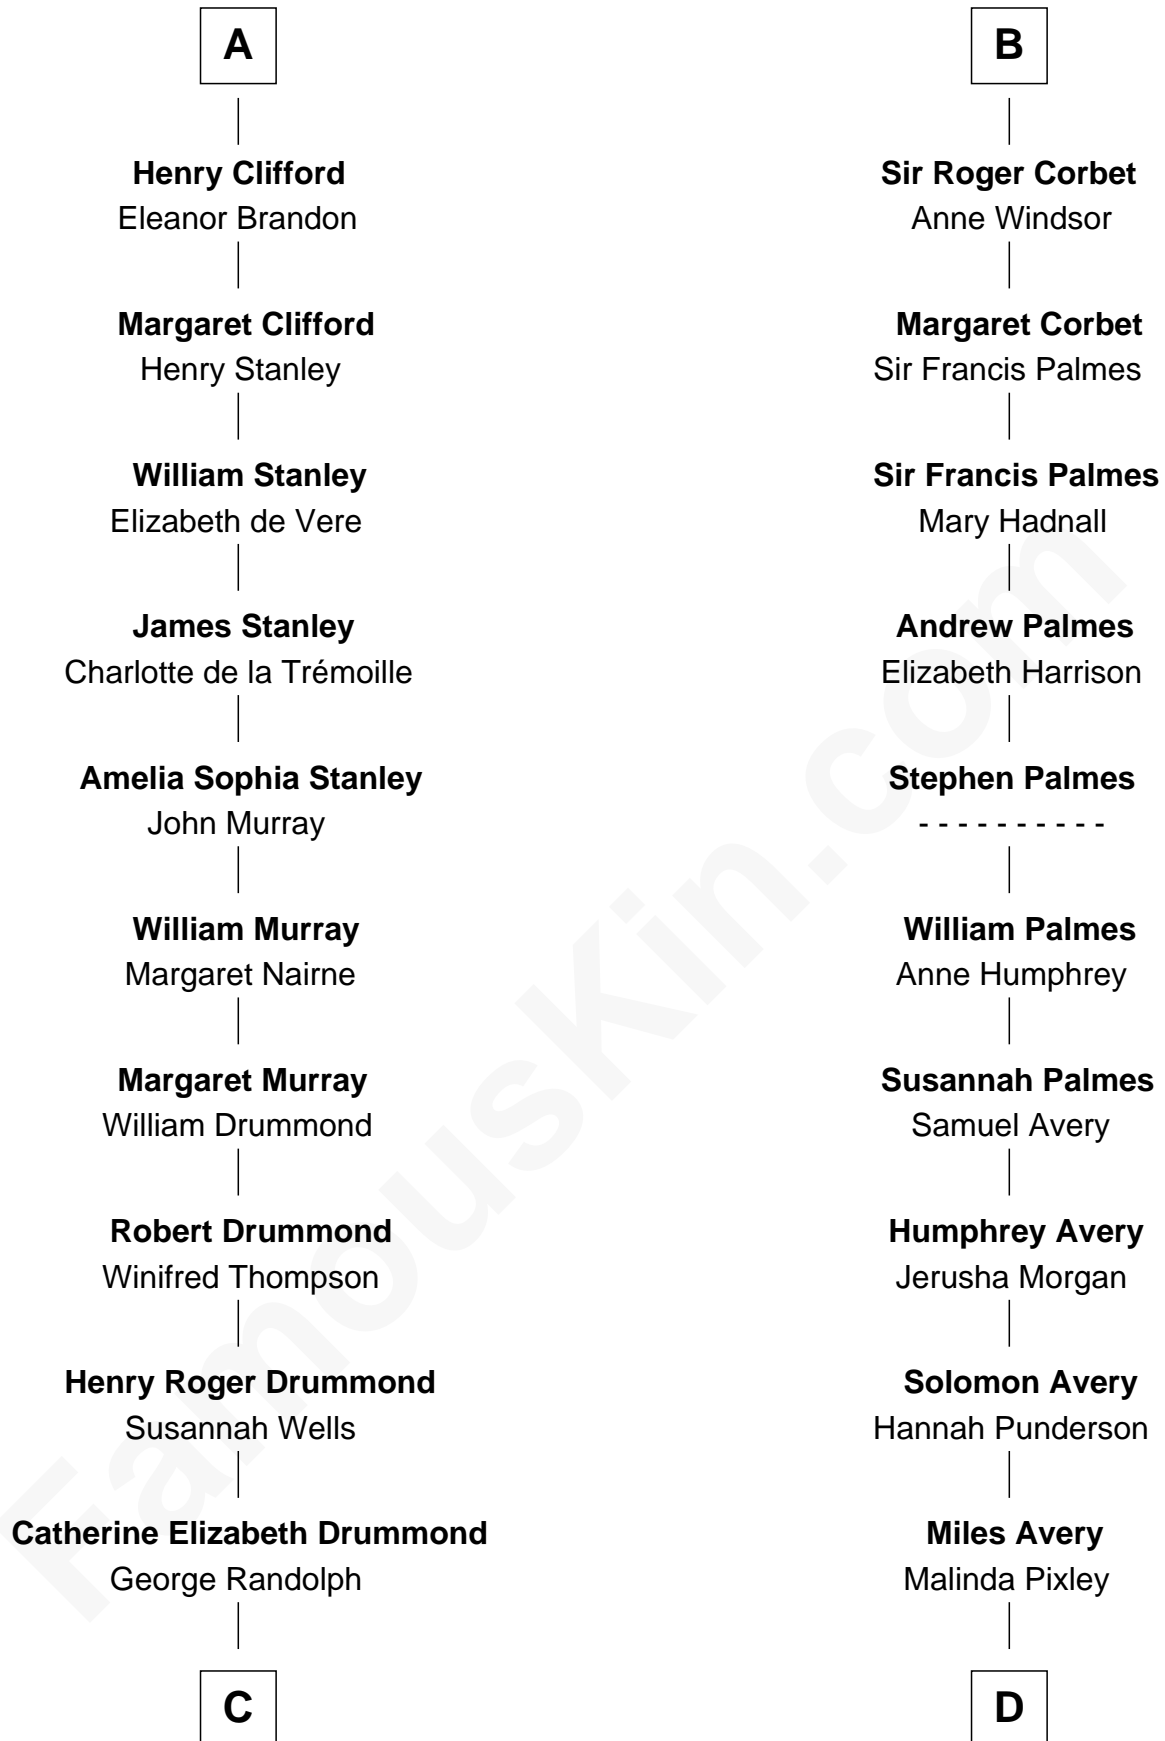 A
Henry Clifford
Eleanor Brandon
Margaret Clifford
Henry Stanley
William Stanley
Elizabeth de Vere
James Stanley
Charlotte de la Trémoille
Amelia Sophia Stanley
John Murray
William Murray
Margaret Nairne
Margaret Murray
William Drummond
Robert Drummond
Winifred Thompson
Henry Roger Drummond
Susannah Wells
Catherine Elizabeth Drummond
George Randolph
C
B
Sir Roger Corbet
Anne Windsor
Margaret Corbet
Sir Francis Palmes
Sir Francis Palmes
Mary Hadnall
Andrew Palmes
Elizabeth Harrison
Stephen Palmes
- - - - - - - - - -
William Palmes
Anne Humphrey
Susannah Palmes
Samuel Avery
Humphrey Avery
Jerusha Morgan
Solomon Avery
Hannah Punderson
Miles Avery
Malinda Pixley
D
FamousKin.com